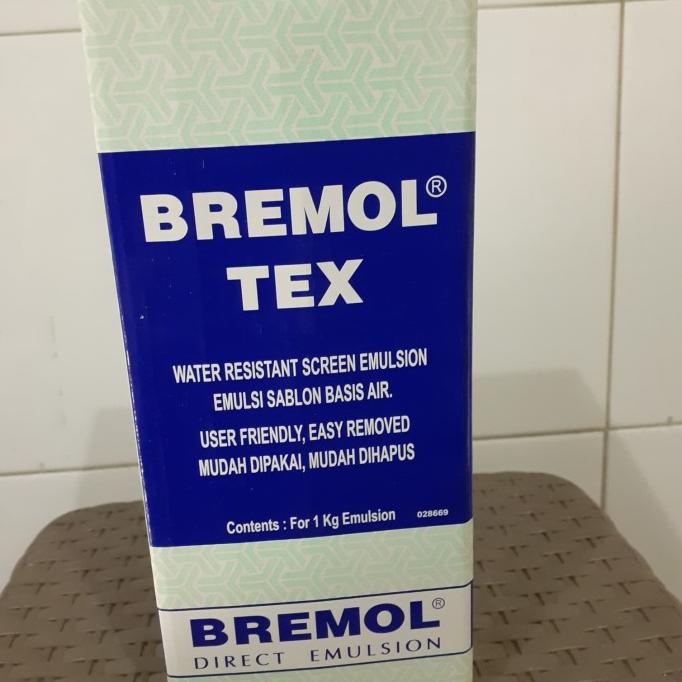 BREMOL®
TEX
WATER RESISTANT SCREEN EMULSION
EMULSI SABLON BASIS AIR.
USER FRIENDLY, EASY REMOVED
MUDAH DIPAKAI, MUDAH DIHAPUS
Contents : For 1 Kg Emulsion 028669
BREMOL®
DIRECT EMULSION